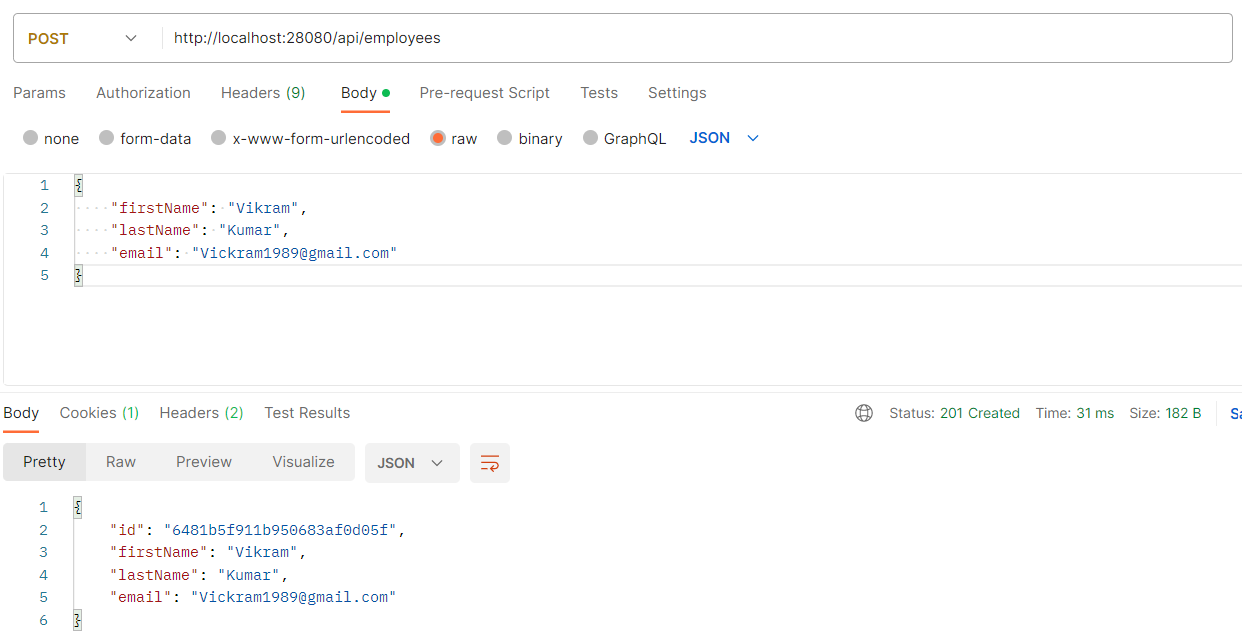 POST http://localhost:28080/api/employees
Params Authorization Headers (9) Body Pre-request Script Tests Settings
none form-data x-www-form-urlencoded raw binary GraphQL JSON
1 {
2 "firstName": "Vikram",
3 "lastName": "Kumar",
4 "email": "Vickram1989@gmail.com"
5 }
Body Cookies (1) Headers (2) Test Results Status: 201 Created Time: 31 ms Size: 182 B Sa
Pretty Raw Preview Visualize JSON
1 {
2 "id": "6481b5f911b950683af0d05f",
3 "firstName": "Vikram",
4 "lastName": "Kumar",
5 "email": "Vickram1989@gmail.com"
6 }